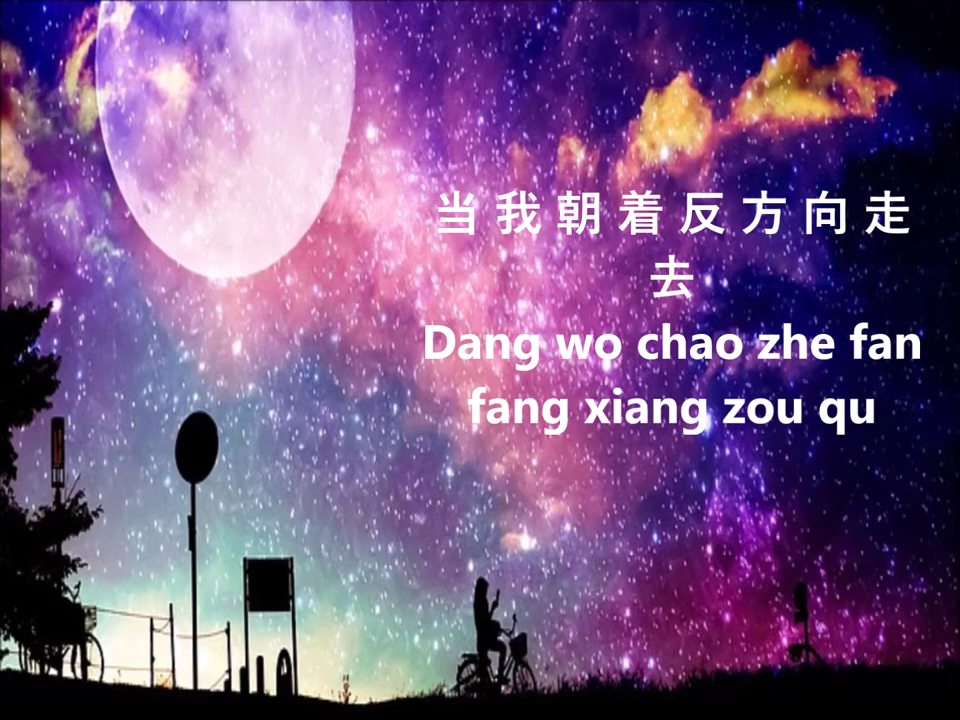 当 我 朝 着 反 方 向 走
去
Dang wo chao zhe fan
fang xiang zou qu